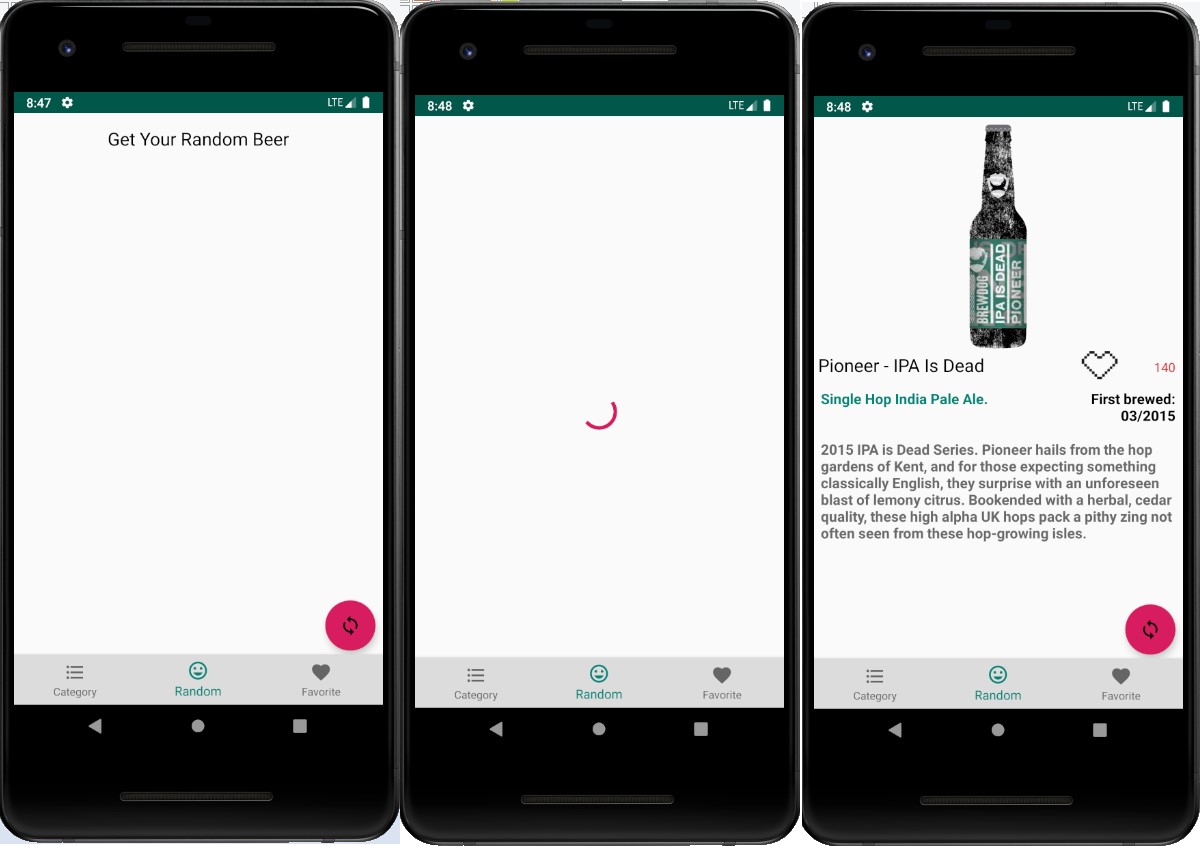 8:47
LTE
Get Your Random Beer
Category
Random
Favorite
8:48
LTE
Category
Random
Favorite
8:48
LTE
BREWDOG
IPA IS DEAD
PIONEER
Pioneer - IPA Is Dead
140
Single Hop India Pale Ale.
First brewed:
03/2015
2015 IPA is Dead Series. Pioneer hails from the hop
gardens of Kent, and for those expecting something
classically English, they surprise with an unforeseen
blast of lemony citrus. Bookended with a herbal, cedar
quality, these high alpha UK hops pack a pithy zing not
often seen from these hop-growing isles.
Category
Random
Favorite